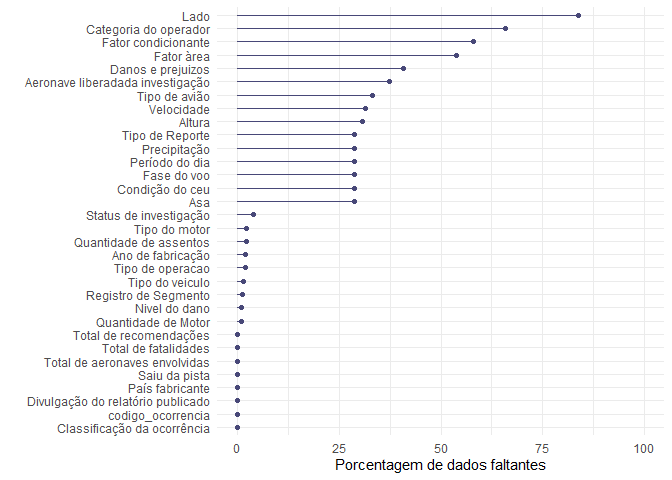 Lado
Categoria do operador
Fator condicionante
Fator àrea
Danos e prejuizos
Aeronave liberadada investigação
Tipo de avião
Velocidade
Altura
Tipo de Reporte
Precipitação
Período do dia
Fase do voo
Condição do ceu
Asa
Status de investigação
Tipo do motor
Quantidade de assentos
Ano de fabricação
Tipo de operacao
Tipo do veiculo
Registro de Segmento
Nivel do dano
Quantidade de Motor
Total de recomendações
Total de fatalidades
Total de aeronaves envolvidas
Saiu da pista
País fabricante
Divulgação do relatório publicado
codigo_ocorrencia
Classificação da ocorrência
0 25 50 75 100
Porcentagem de dados faltantes